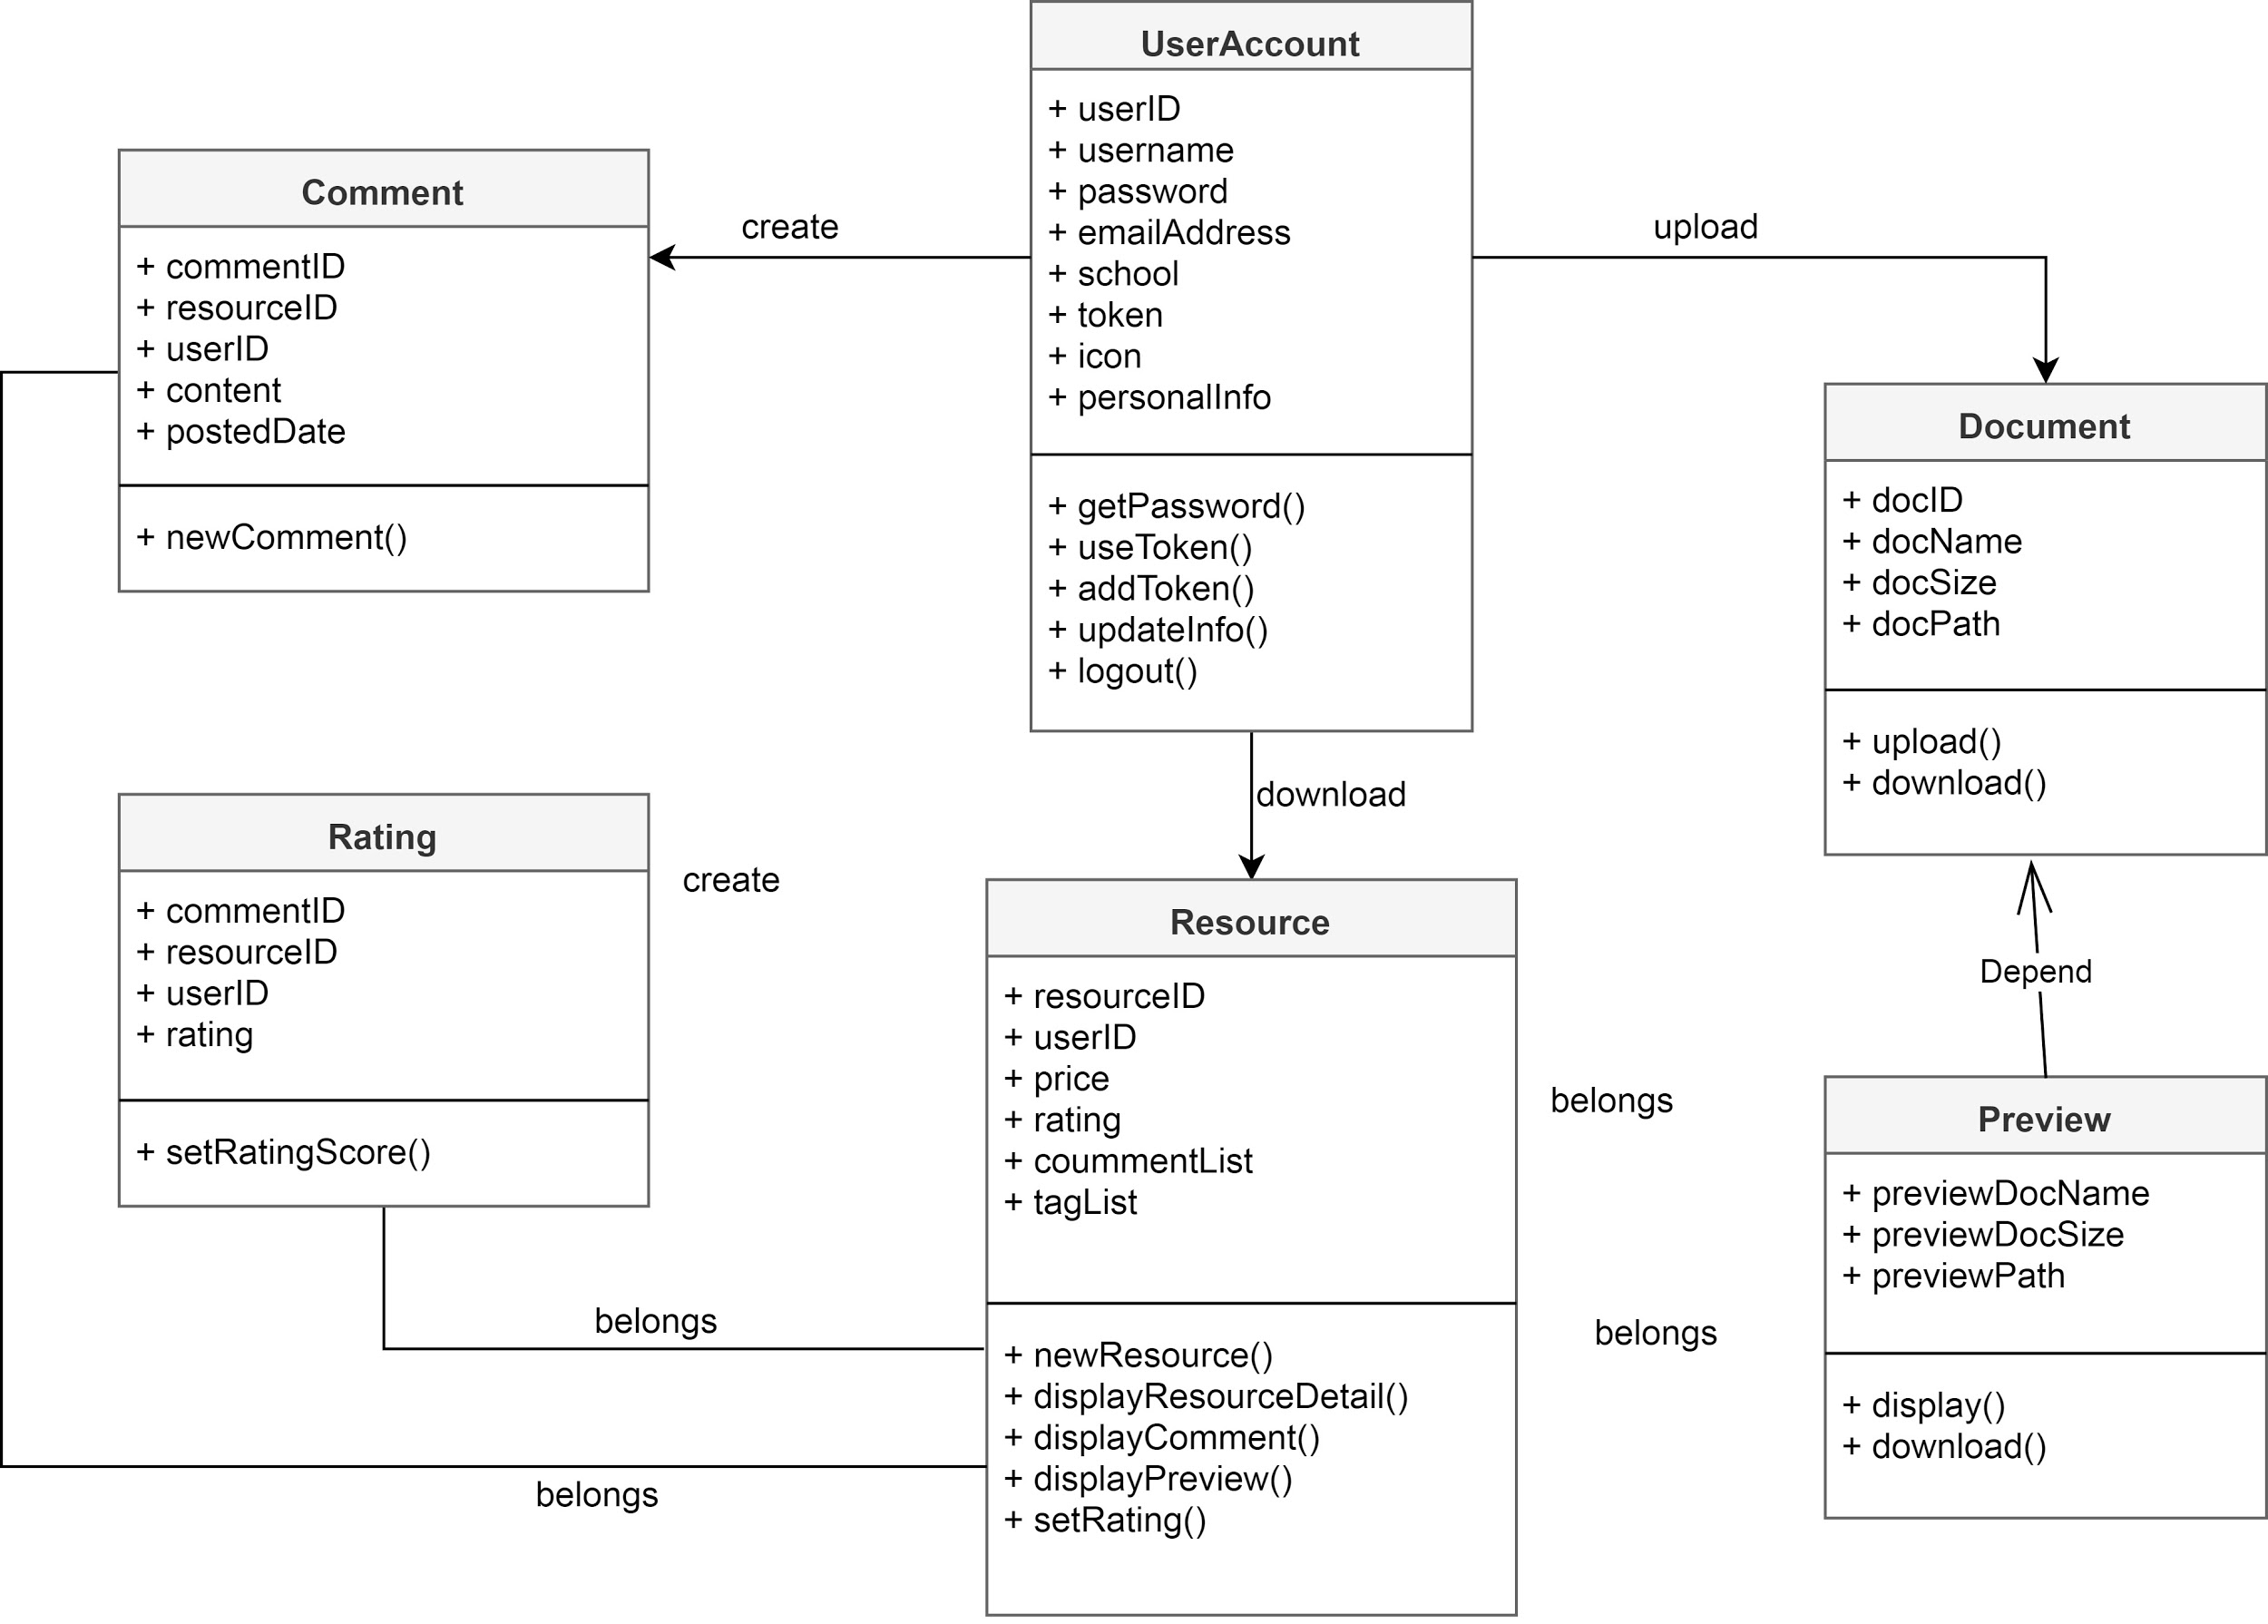 UserAccount
+ userID
+ username
+ password
+ emailAddress
+ school
+ token
+ icon
+ personalInfo
+ getPassword()
+ useToken()
+ addToken()
+ updateInfo()
+ logout()
Comment
+ commentID
+ resourceID
+ userID
+ content
+ postedDate
+ newComment()
create
upload
Document
+ docID
+ docName
+ docSize
+ docPath
+ upload()
+ download()
download
Rating
+ commentID
+ resourceID
+ userID
+ rating
+ setRatingScore()
create
Resource
+ resourceID
+ userID
+ price
+ rating
+ coummentList
+ tagList
+ newResource()
+ displayResourceDetail()
+ displayComment()
+ displayPreview()
+ setRating()
Depend
belongs
Preview
+ previewDocName
+ previewDocSize
+ previewPath
+ display()
+ download()
belongs
belongs
belongs